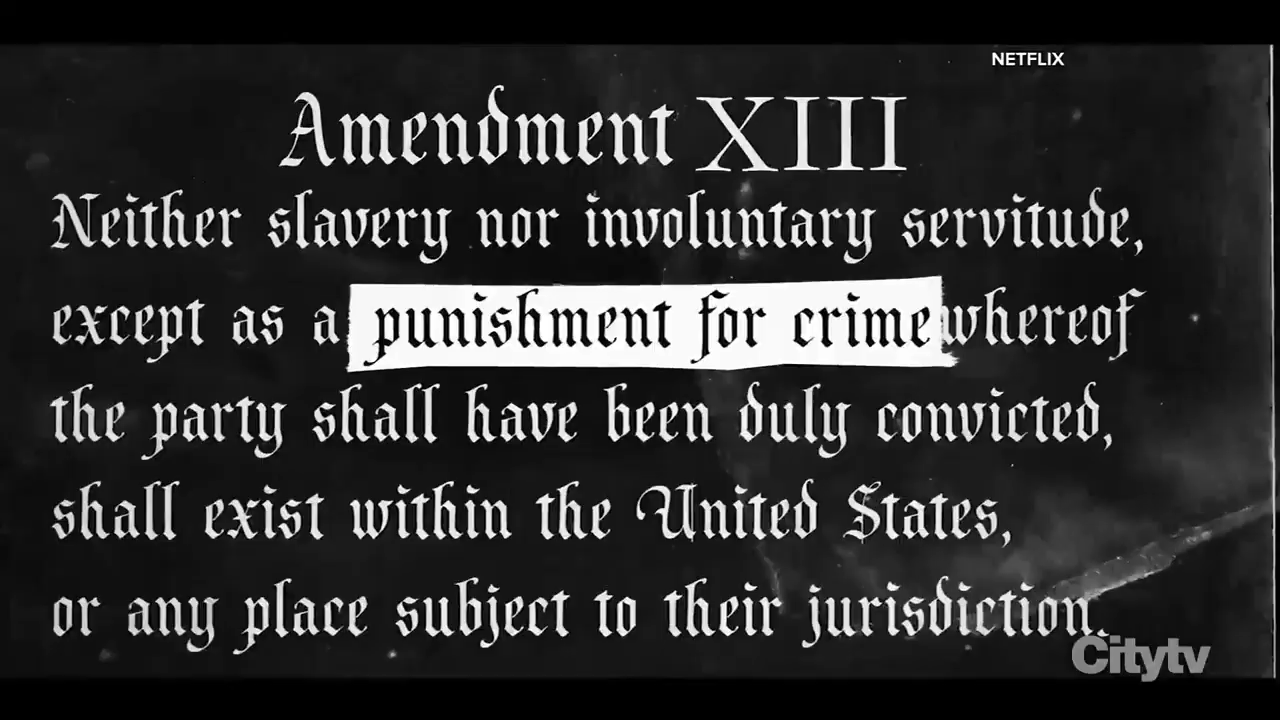 NETFLIX
Amendment XIII
Neither slavery nor involuntary servitude,
except as a punishment for crime whereof
the party shall have been duly convicted,
shall exist within the United States,
or any place subject to their jurisdiction.
Citytv